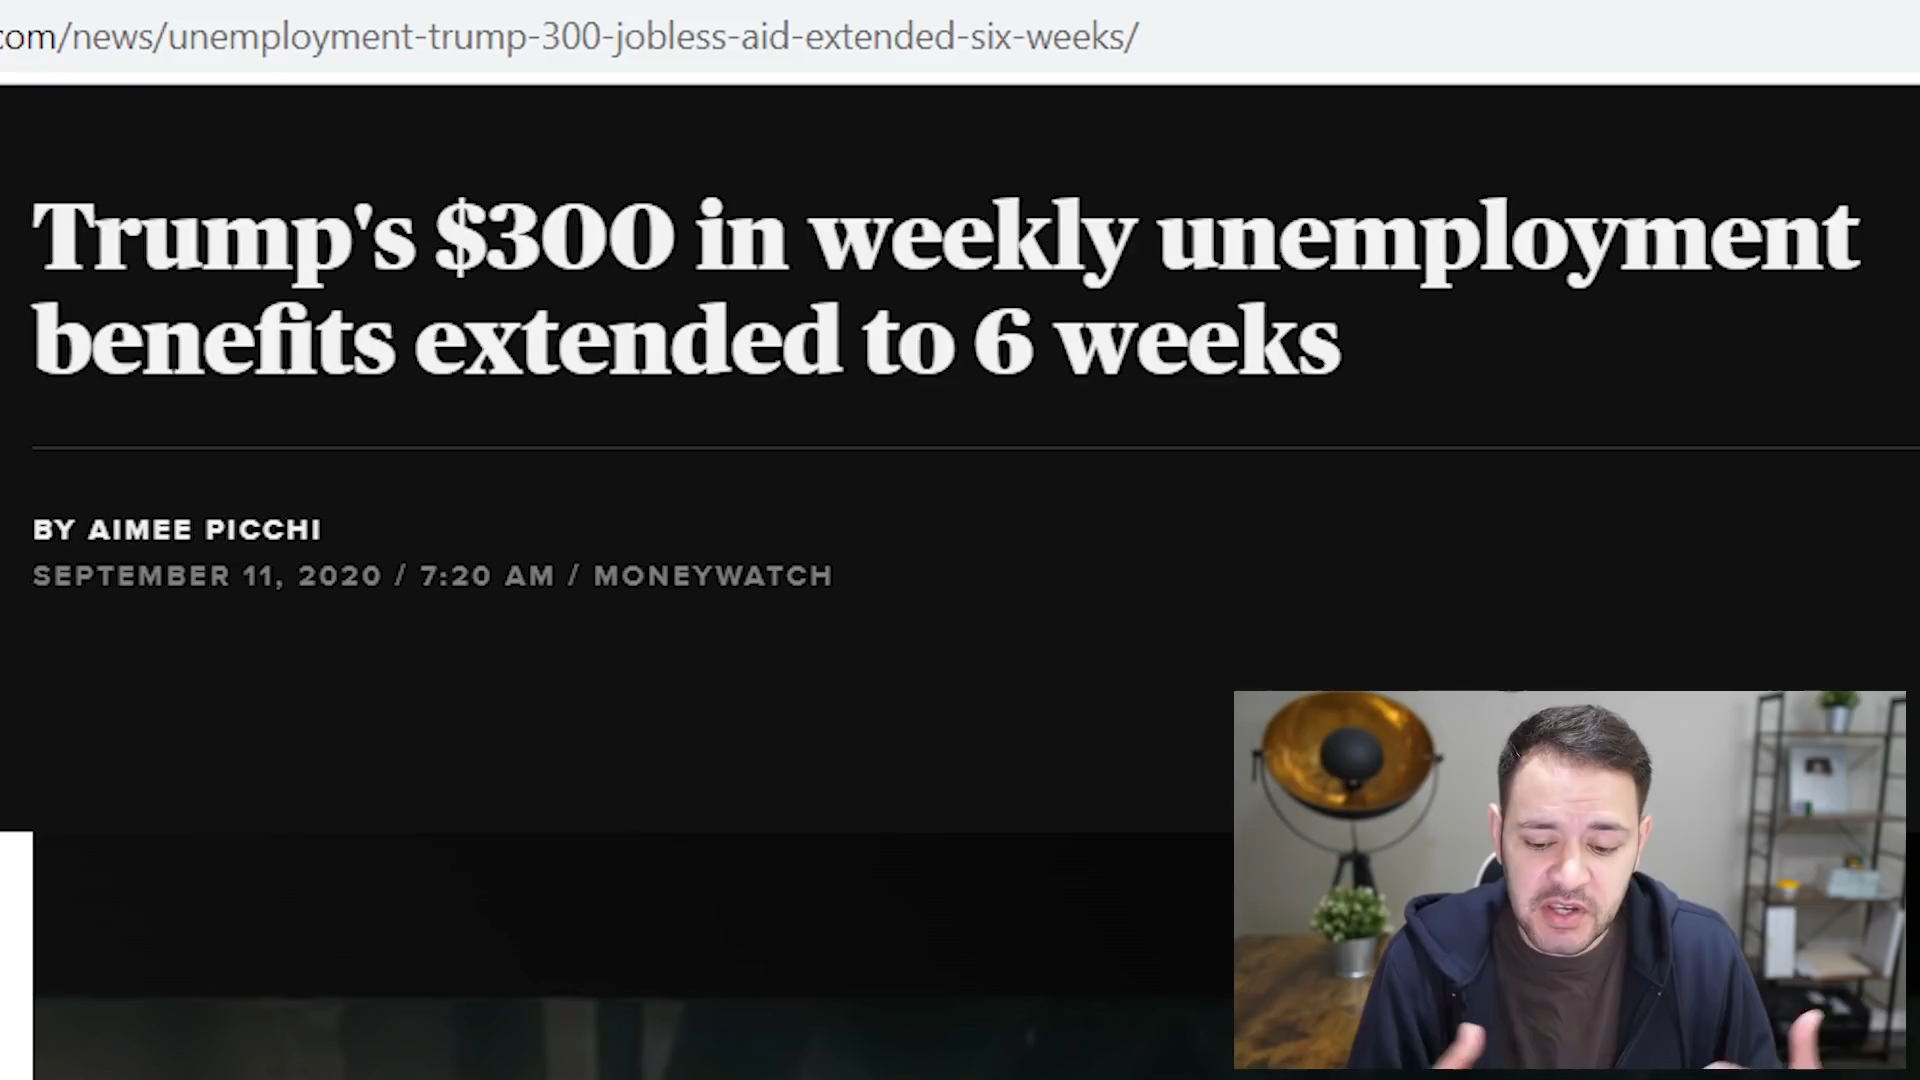 com/news/unemployment-trump-300-jobless-aid-extended-six-weeks/
Trump's $300 in weekly unemployment
benefits extended to 6 weeks
BY AIMEE PICCHI
SEPTEMBER 11, 2020 / 7:20 AM / MONEYWATCH